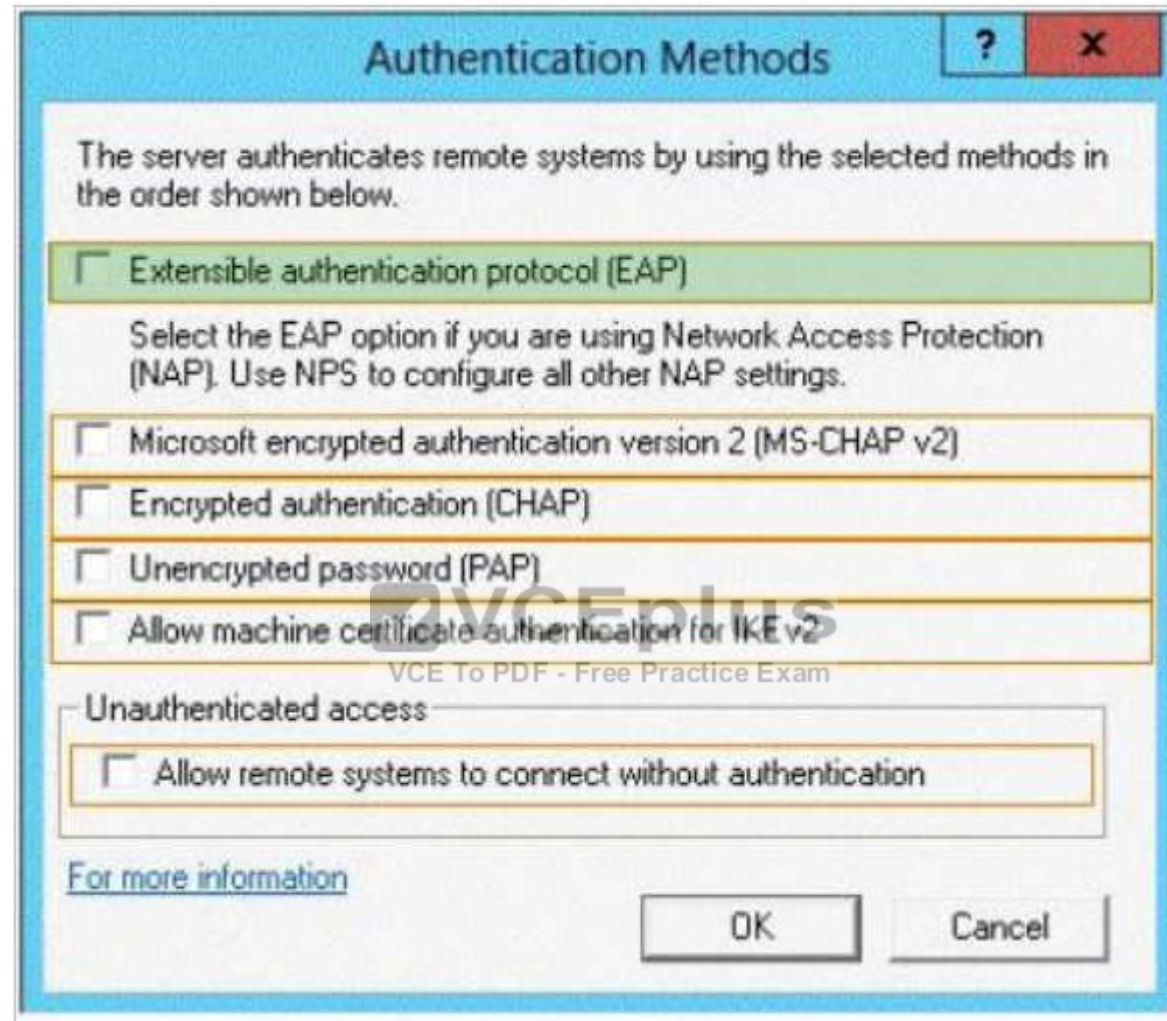 Authentication Methods
?
x
The server authenticates remote systems by using the selected methods in
the order shown below.
Extensible authentication protocol (EAP)
Select the EAP option if you are using Network Access Protection
(NAP). Use NPS to configure all other NAP settings.
Microsoft encrypted authentication version 2 (MS-CHAP v2)
Encrypted authentication (CHAP)
Unencrypted password (PAP)
Allow machine certificate authentication for IKEv2
VCEplus
VCE To PDF - Free Practice Exam
Unauthenticated access
Allow remote systems to connect without authentication
For more information
OK
Cancel